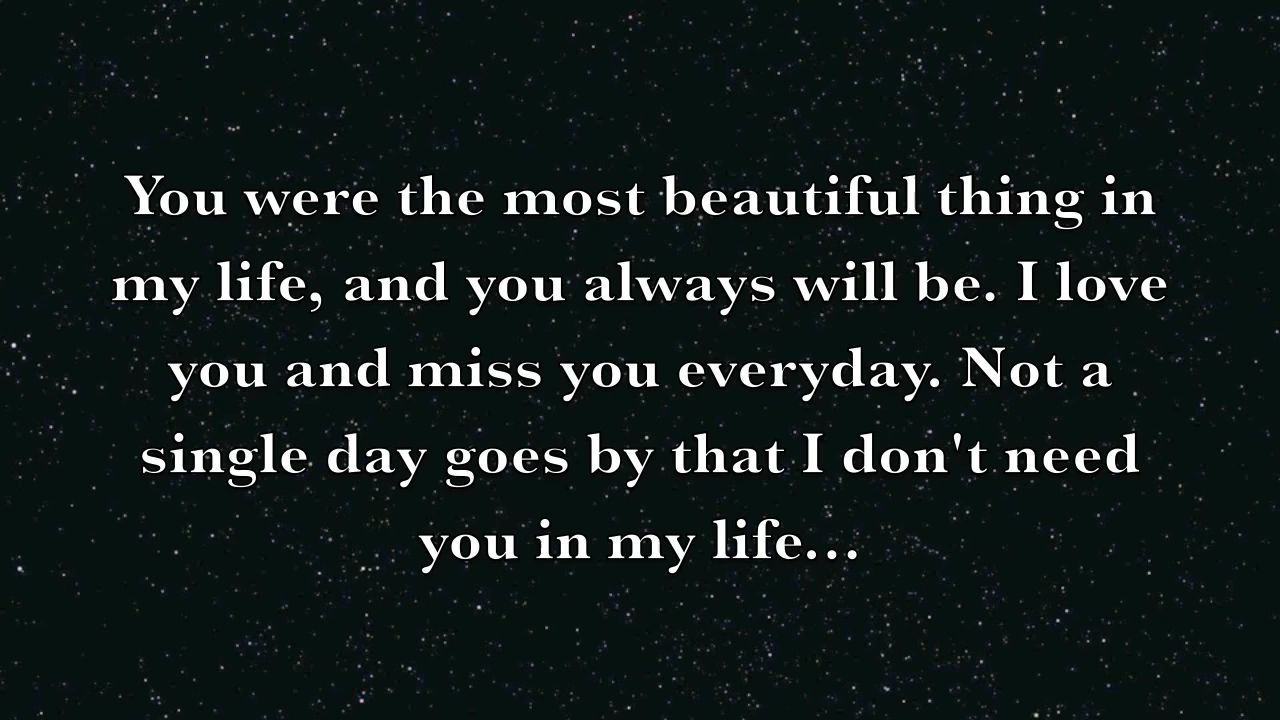 You were the most beautiful thing in
my life, and you always will be. I love
you and miss you everyday. Not a
single day goes by that I don't need
you in my life...